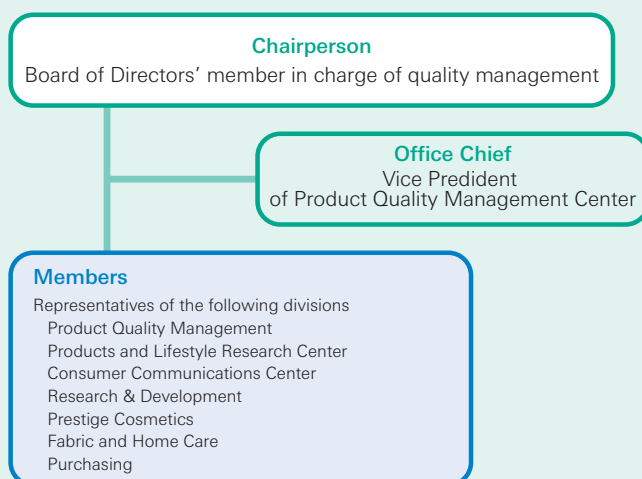 Chairperson
Board of Directors’ member in charge of quality management
Office Chief
Vice Predident
of Product Quality Management Center
Members
Representatives of the following divisions
Product Quality Management
Products and Lifestyle Research Center
Consumer Communications Center
Research & Development
Prestige Cosmetics
Fabric and Home Care
Purchasing